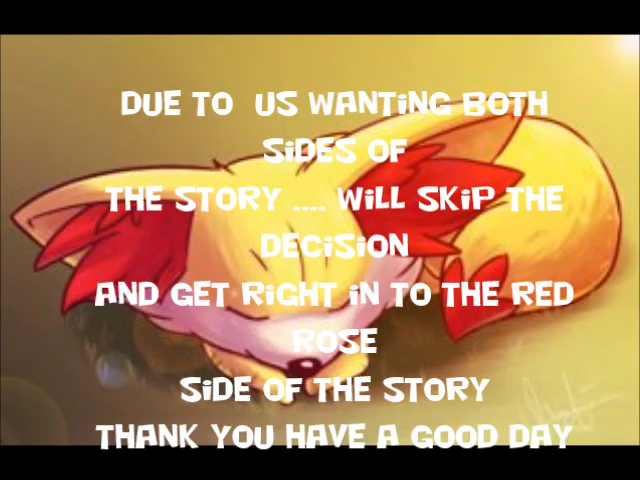 DUE TO  US WANTING BOTH
SIDES OF
THE STORY .... WILL SKIP THE
DECISION
AND GET RIGHT IN TO THE RED
ROSE
SIDE OF THE STORY
THANK YOU HAVE A GOOD DAY